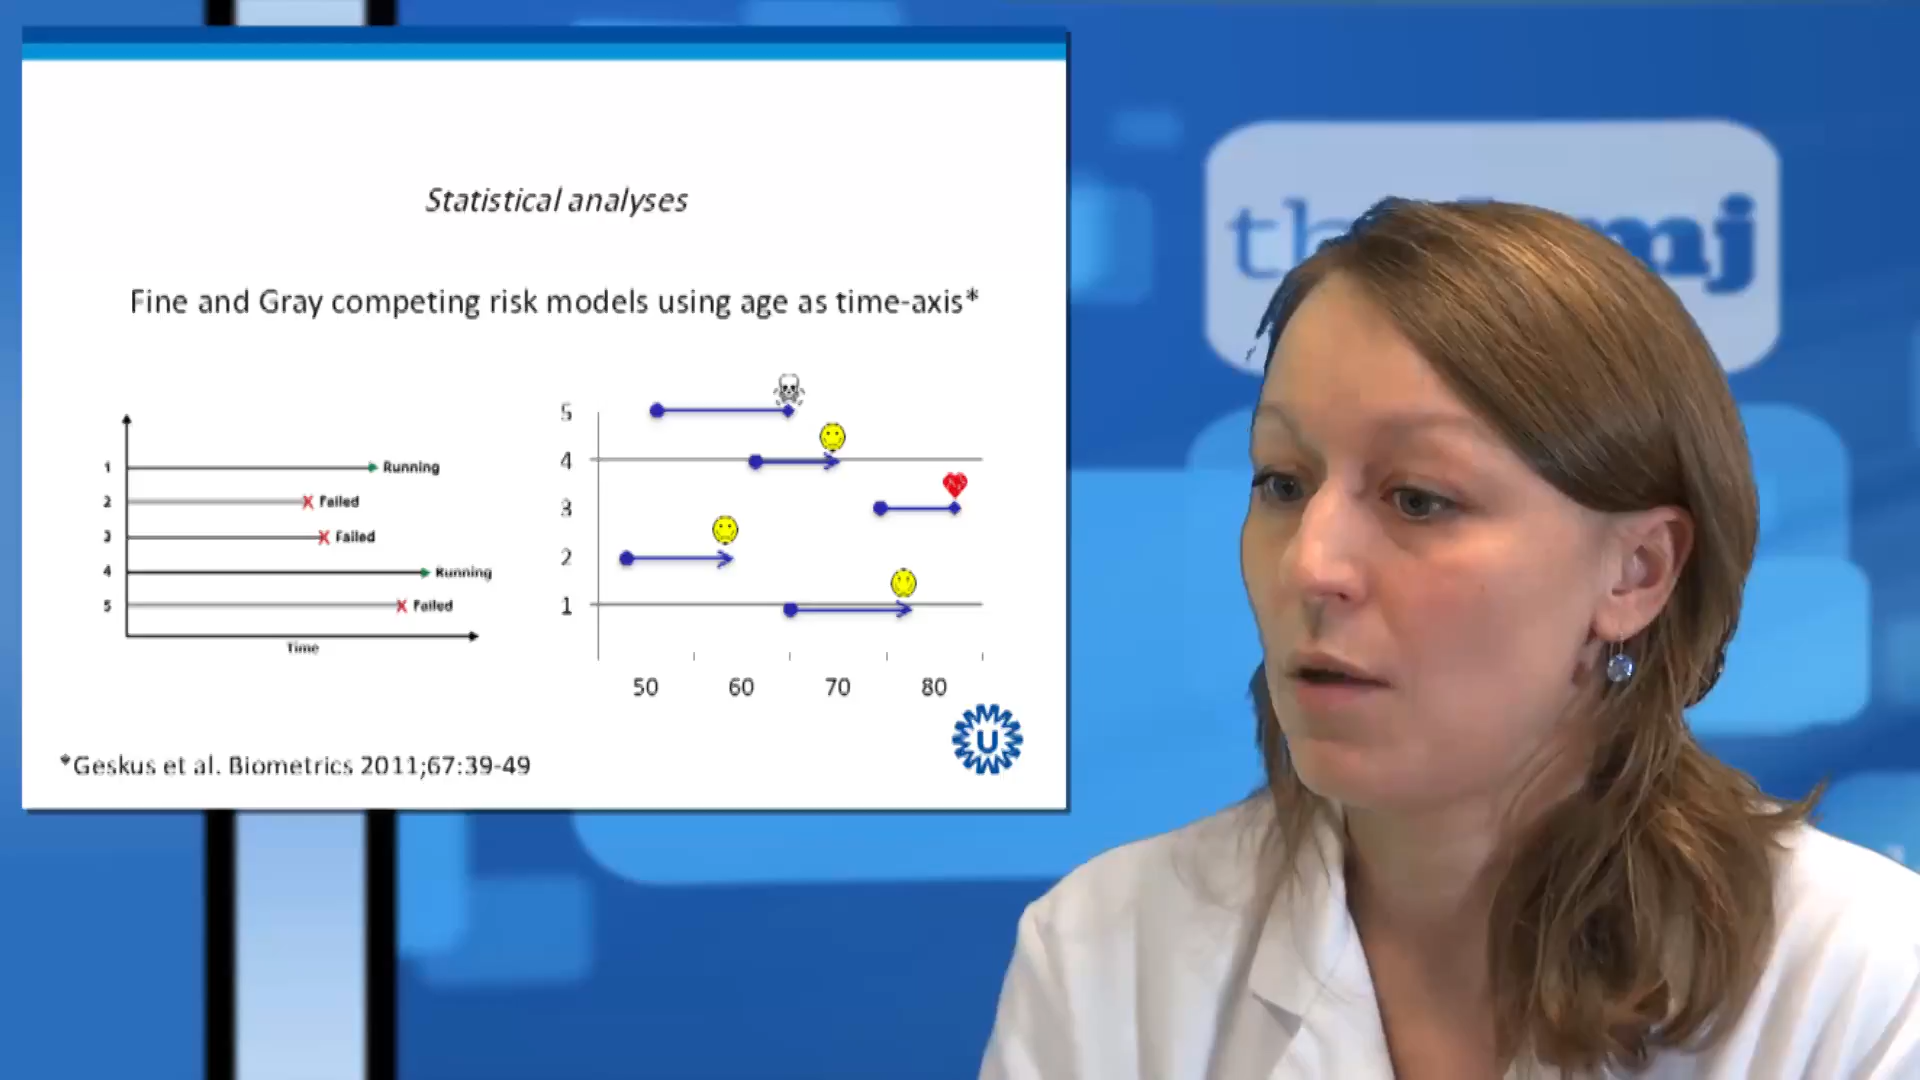 Statistical analyses
Fine and Gray competing risk models using age as time-axis*
1 Running
2 Failed
3 Failed
4 Running
5 Failed
Time
5
4
3
2
1
50 60 70 80
U
*Geskus et al. Biometrics 2011;67:39-49